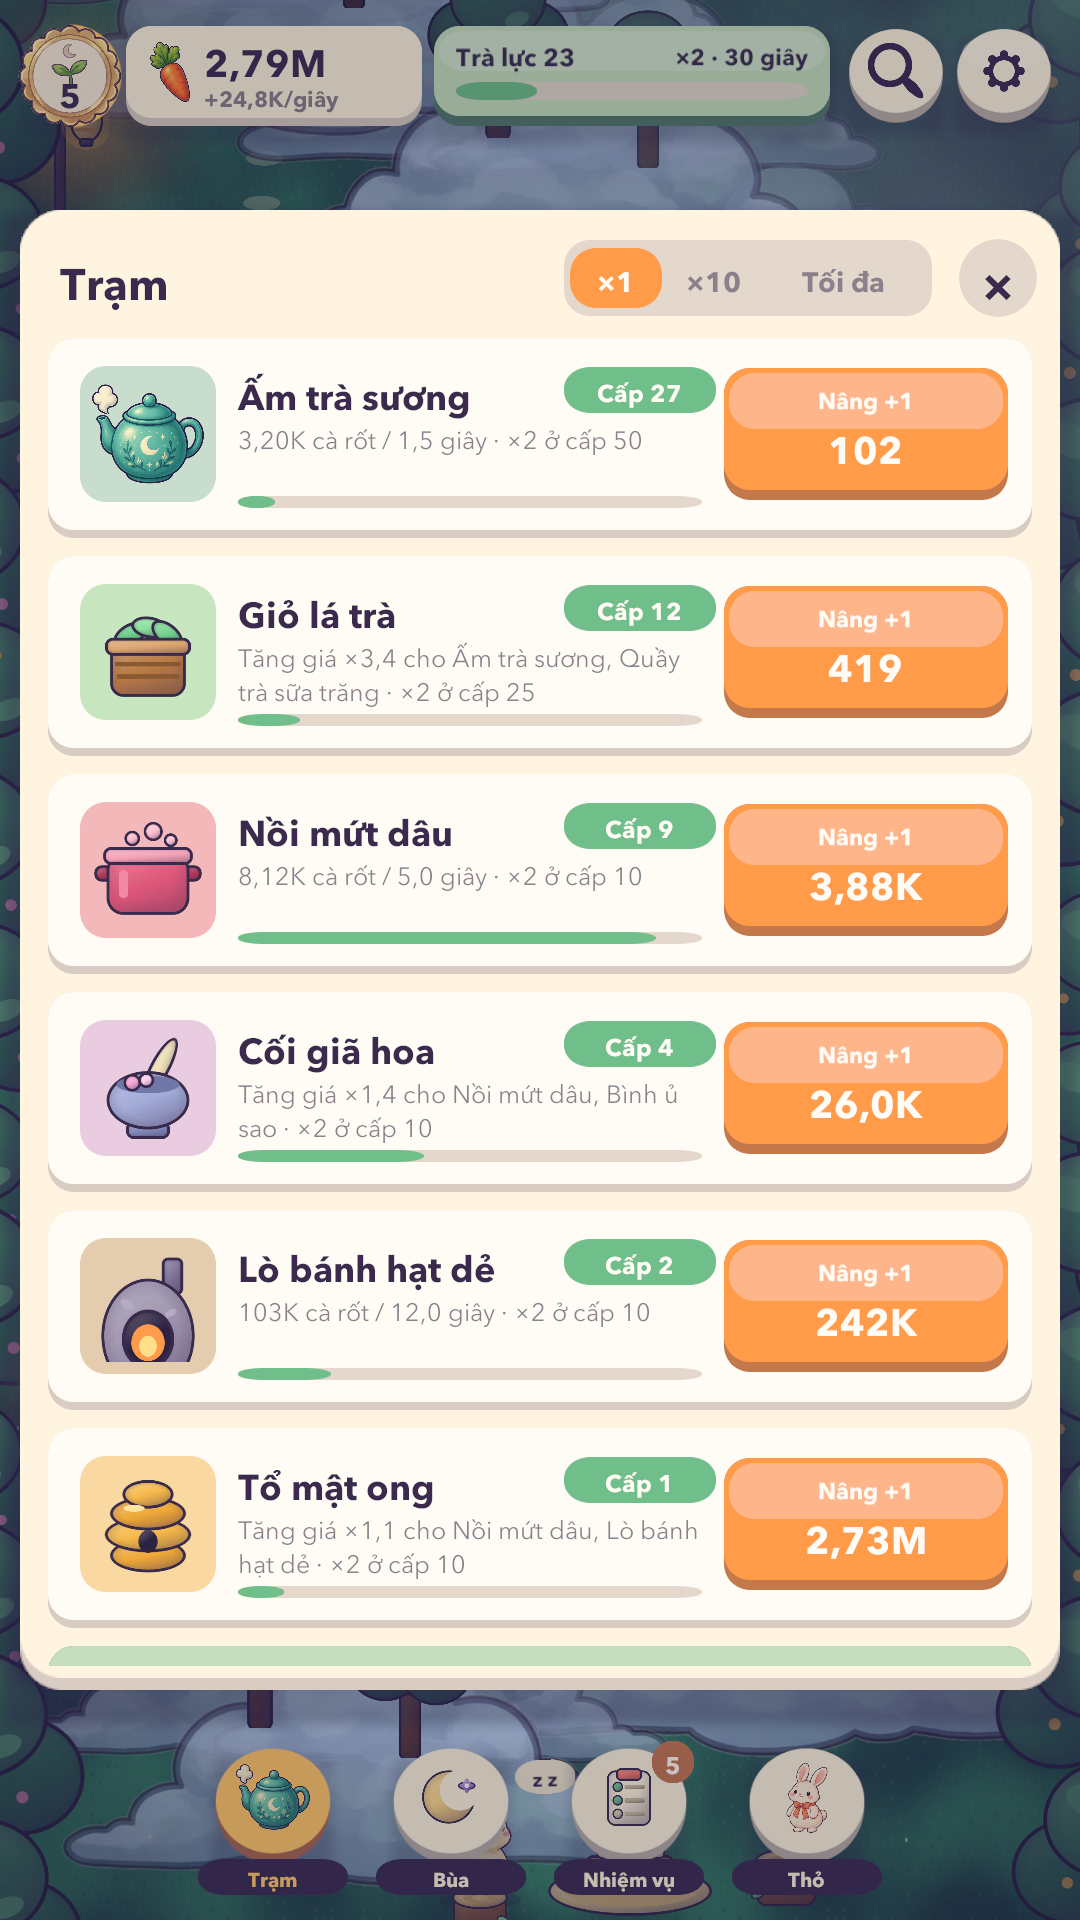 5
2,79M
+24,8K/giây
Trà lực 23
×2 · 30 giây
Trạm
×1
×10
Tối đa
×
Ấm trà sương
Cấp 27
3,20K cà rốt / 1,5 giây · ×2 ở cấp 50
Nâng +1
102
Giỏ lá trà
Cấp 12
Tăng giá ×3,4 cho Ấm trà sương, Quầy
trà sữa trăng · ×2 ở cấp 25
Nâng +1
419
Nồi mứt dâu
Cấp 9
8,12K cà rốt / 5,0 giây · ×2 ở cấp 10
Nâng +1
3,88K
Cối giã hoa
Cấp 4
Tăng giá ×1,4 cho Nồi mứt dâu, Bình ủ
sao · ×2 ở cấp 10
Nâng +1
26,0K
Lò bánh hạt dẻ
Cấp 2
103K cà rốt / 12,0 giây · ×2 ở cấp 10
Nâng +1
242K
Tổ mật ong
Cấp 1
Tăng giá ×1,1 cho Nồi mứt dâu, Lò bánh
hạt dẻ · ×2 ở cấp 10
Nâng +1
2,73M
z z
5
Trạm
Bùa
Nhiệm vụ
Thỏ